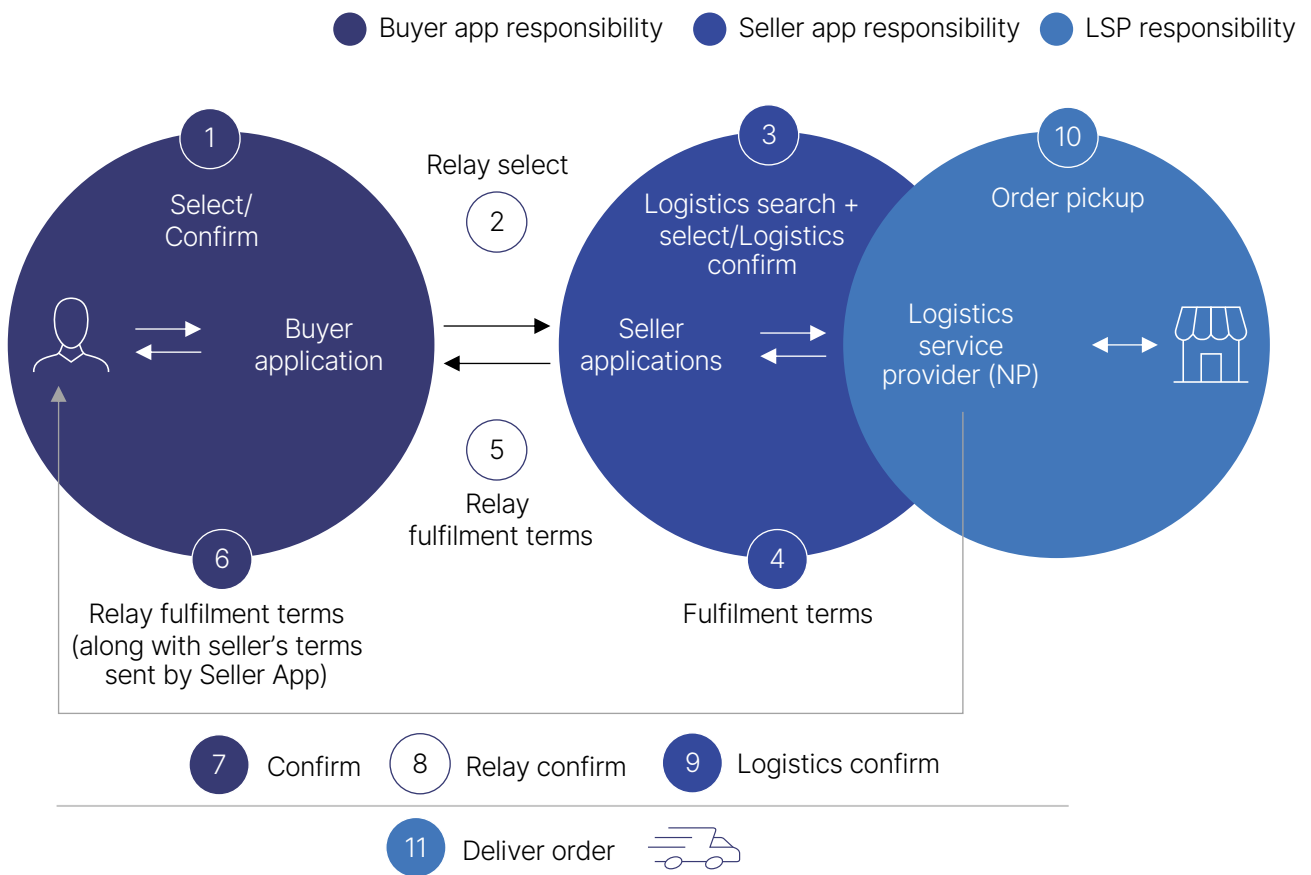 Buyer app responsibility
Seller app responsibility
LSP responsibility
1
Select/
Confirm
Buyer
application
Relay select
2
5
Relay
fulfilment terms
6
Relay fulfilment terms
(along with seller’s terms
sent by Seller App)
3
Logistics search +
select/Logistics
confirm
Seller
applications
4
Fulfilment terms
10
Order pickup
Logistics
service
provider (NP)
7 Confirm
8 Relay confirm
9 Logistics confirm
11 Deliver order